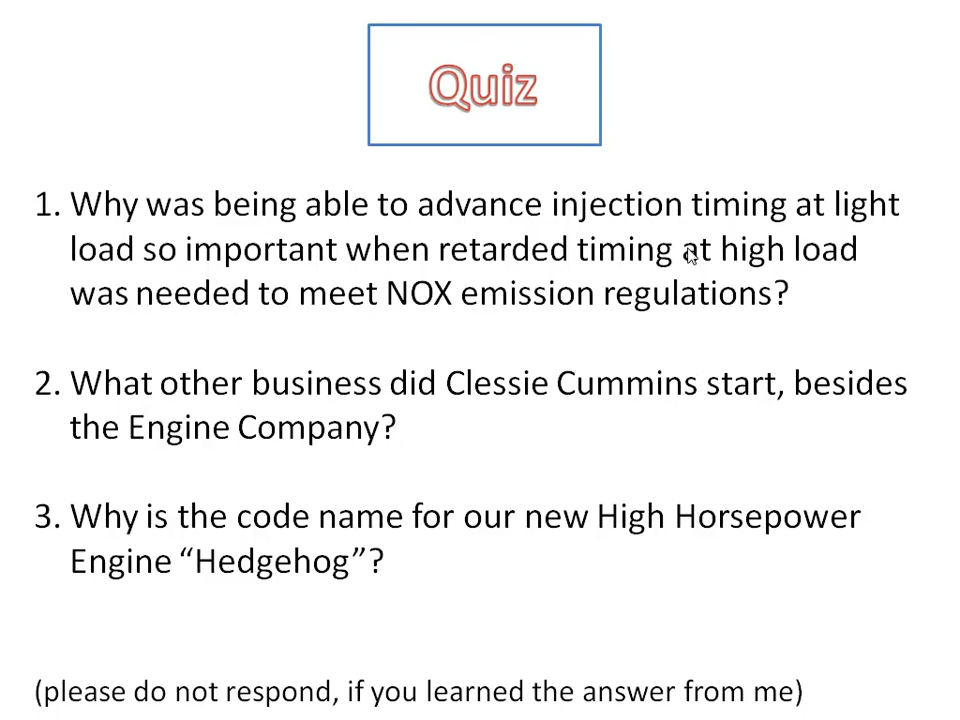 Quiz
1. Why was being able to advance injection timing at light
load so important when retarded timing at high load
was needed to meet NOX emission regulations?
2. What other business did Clessie Cummins start, besides
the Engine Company?
3. Why is the code name for our new High Horsepower
Engine “Hedgehog”?
(please do not respond, if you learned the answer from me)